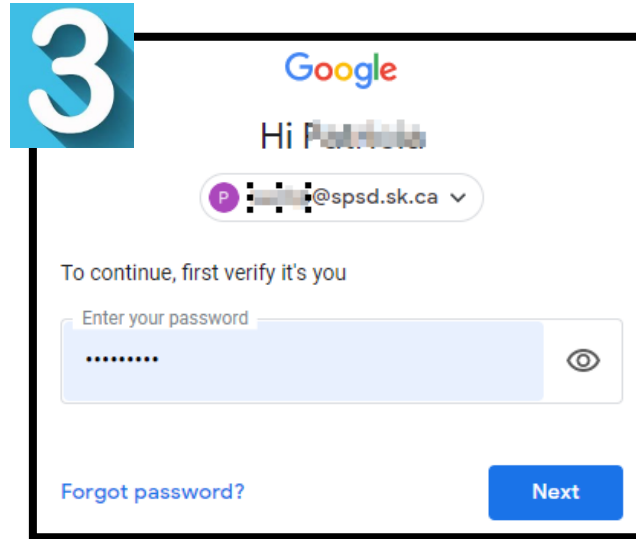 3
Google
Hi
P @spsd.sk.ca
To continue, first verify it's you
Enter your password
•••••••••
Forgot password?
Next